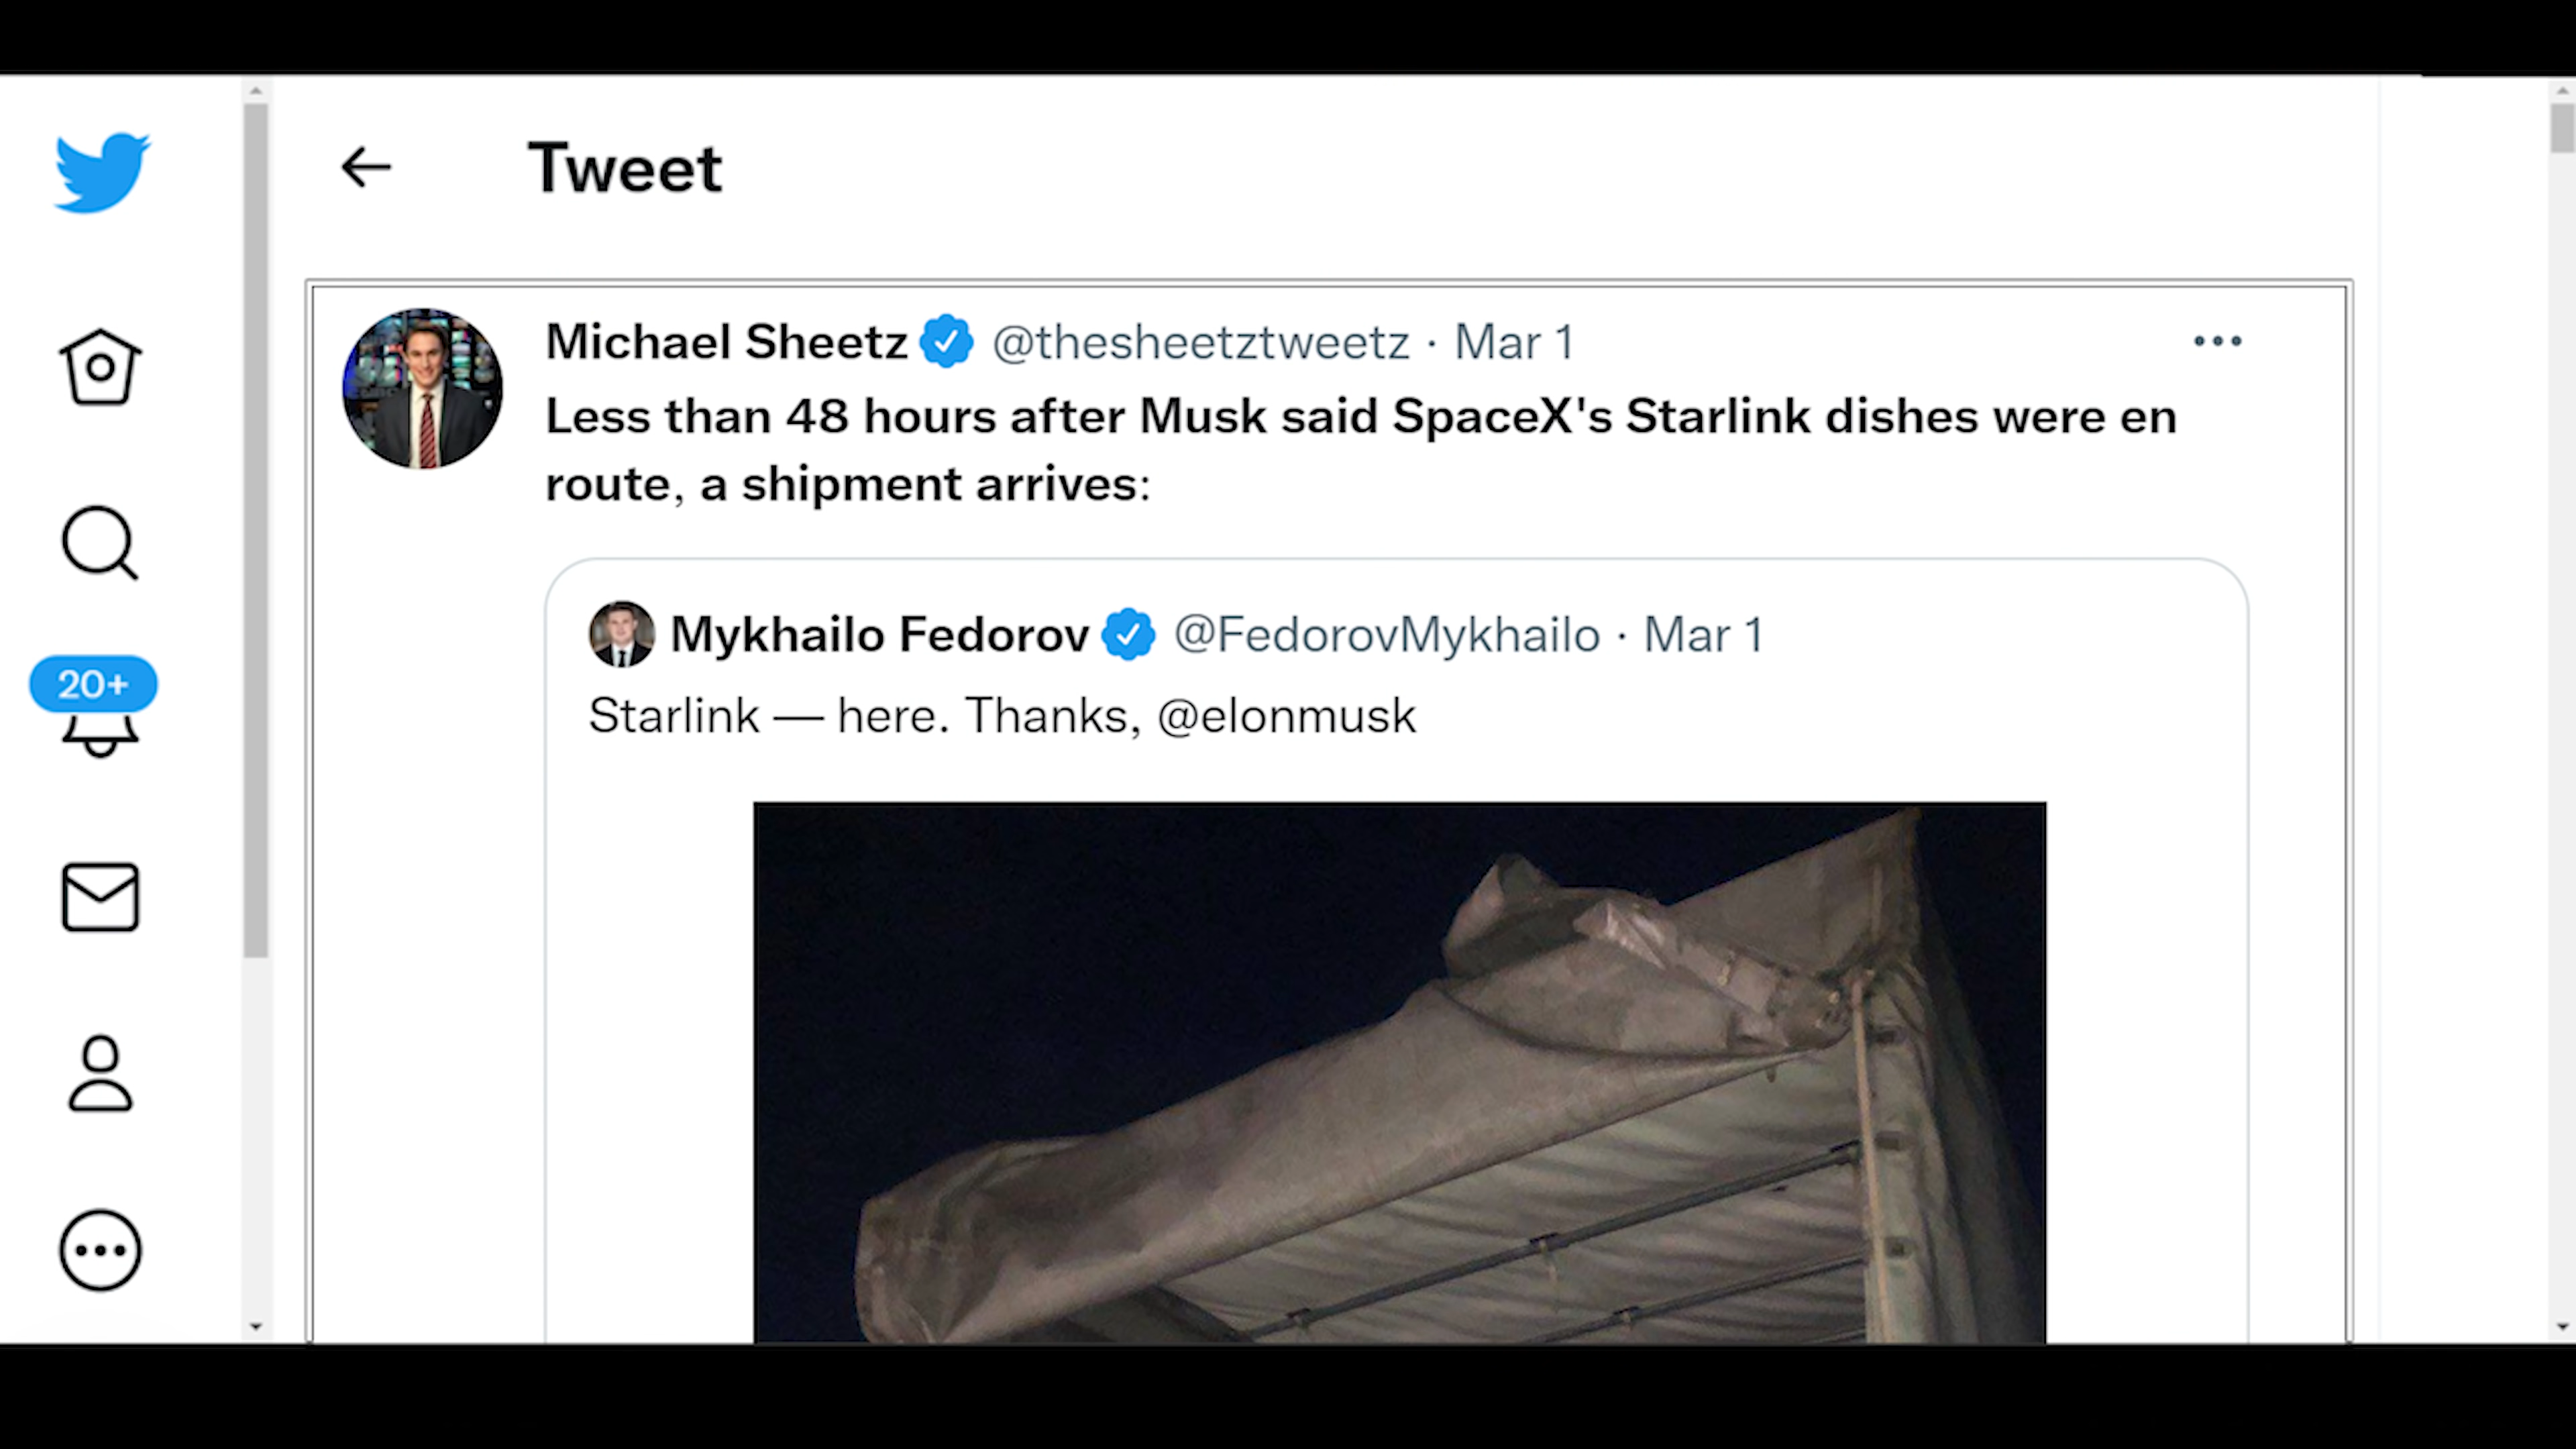 Tweet
Michael Sheetz @thesheetztweetz · Mar 1
Less than 48 hours after Musk said SpaceX's Starlink dishes were en
route, a shipment arrives:
20+
Mykhailo Fedorov @FedorovMykhailo · Mar 1
Starlink — here. Thanks, @elonmusk